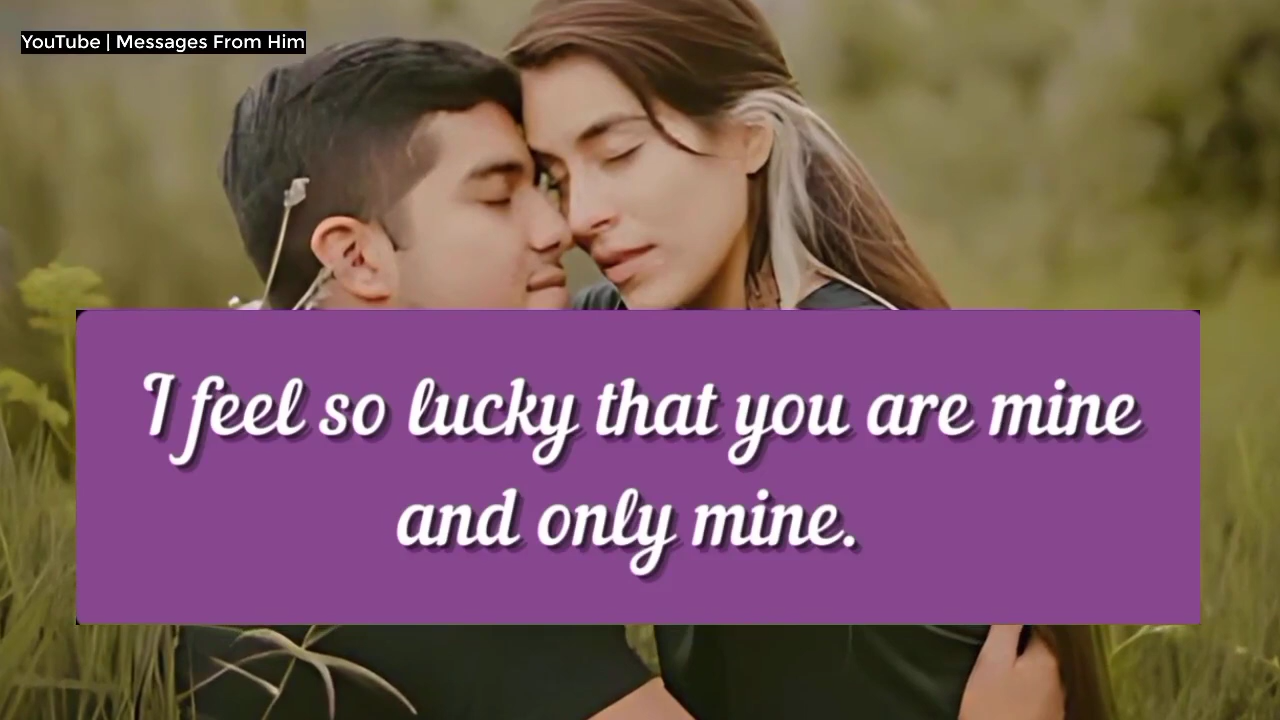 YouTube | Messages From Him
I feel so lucky that you are mine
and only mine.